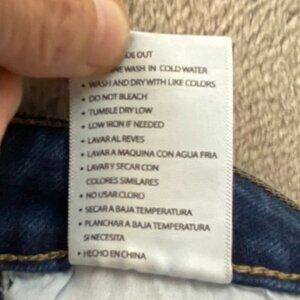 DE OUT
NE WASH IN COLD WATER
• WASH AND DRY WITH LIKE COLORS
• DO NOT BLEACH
• TUMBLE DRY LOW
• LOW IRON IF NEEDED
• LAVAR AL REVES
• LAVAR A MAQUINA CON AGUA FRIA
• LAVAR Y SECAR CON
COLORES SIMILARES
• NO USAR CLORO
• SECAR A BAJA TEMPERATURA
• PLANCHAR A BAJA TEMPERATURA
SI NECESITA
• HECHO EN CHINA